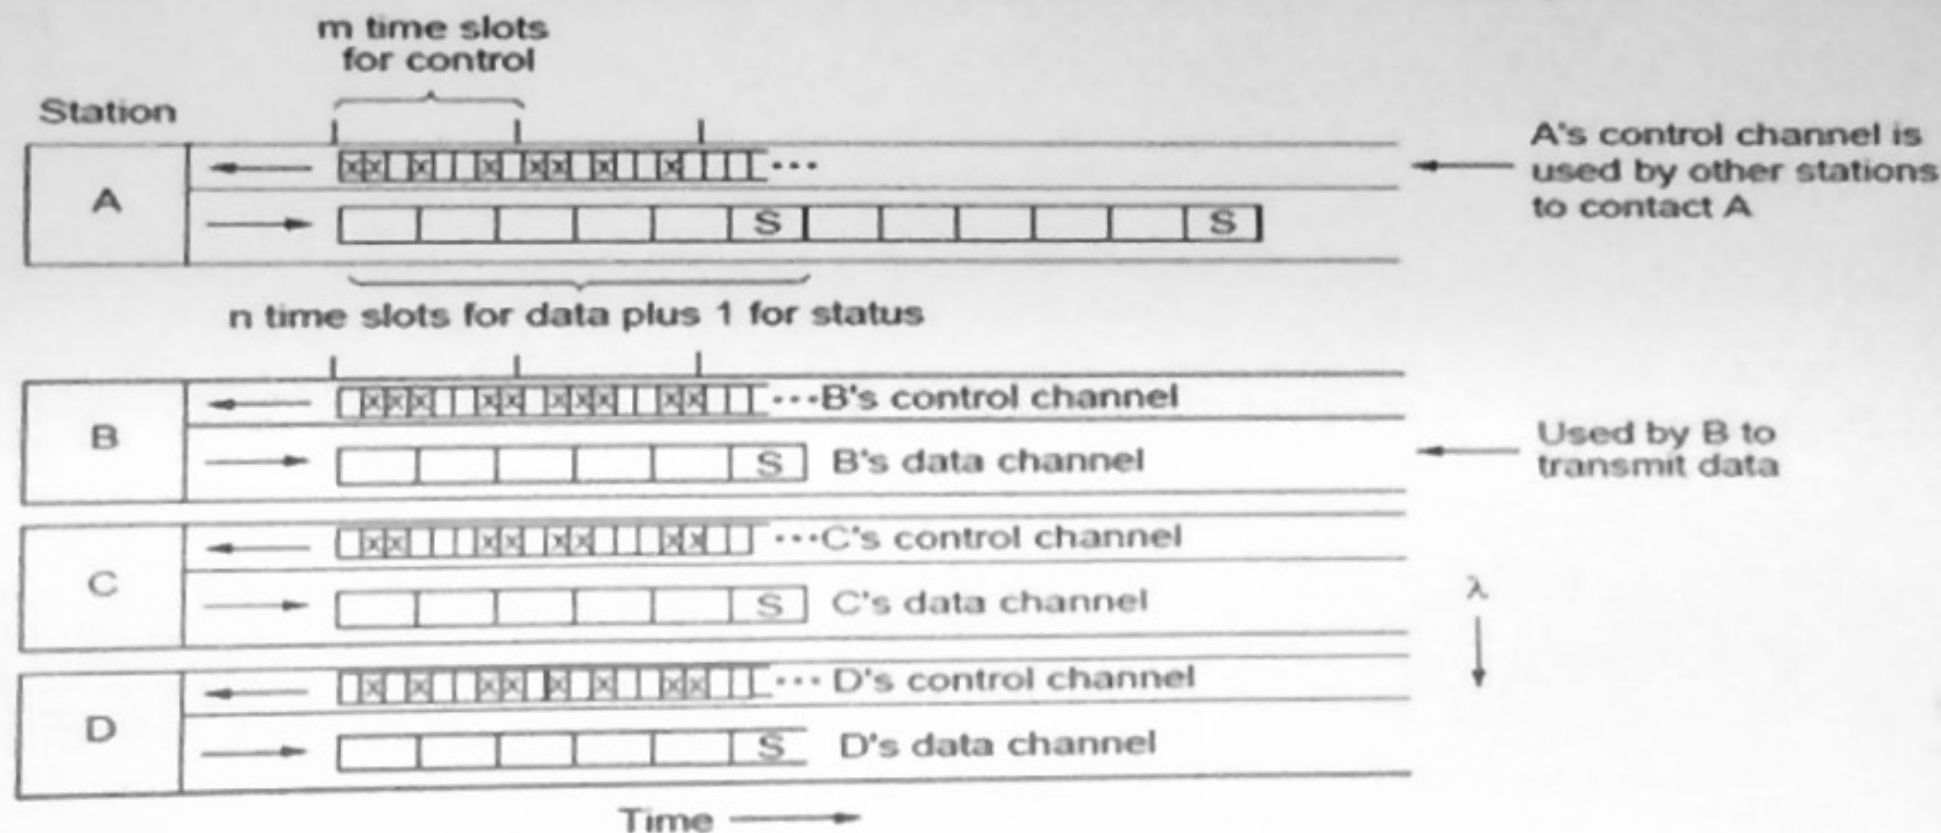 m time slots
for control
Station
A
x x x x x x x x ...
A's control channel is
used by other stations
to contact A
S S
n time slots for data plus 1 for status
B
x x x x x x x x x x ...B's control channel
S B's data channel
Used by B to
transmit data
C
x x x x x x x x ...C's control channel
S C's data channel
λ
D
x x x x x x x x ... D's control channel
S D's data channel
Time